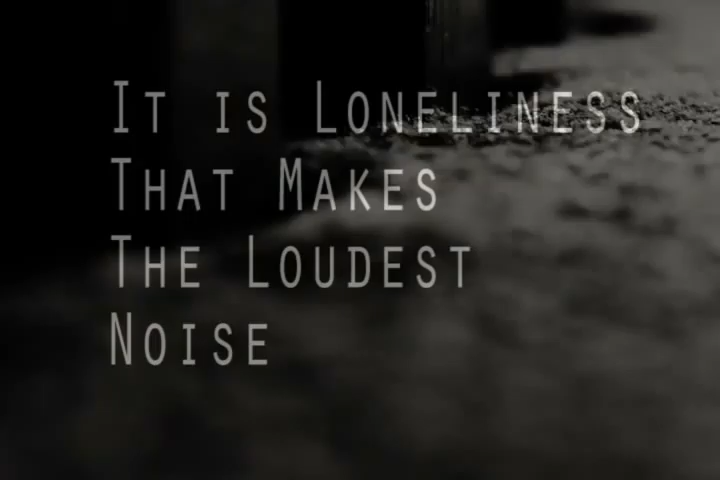 It is Loneliness
That Makes
The Loudest
Noise